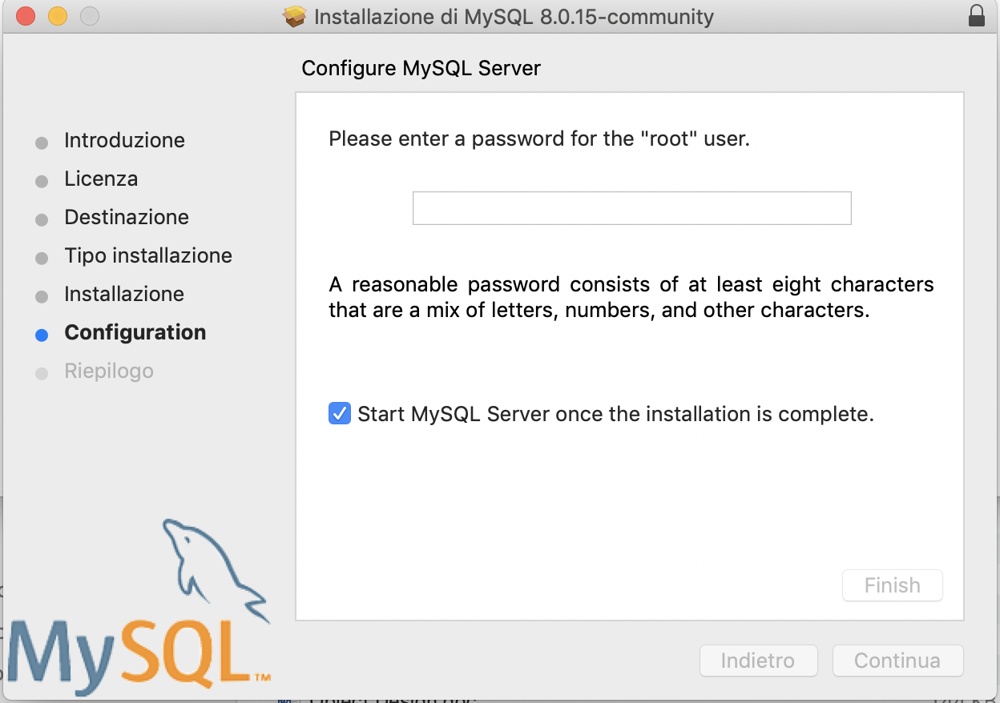 Installazione di MySQL 8.0.15-community
Configure MySQL Server
Introduzione
Licenza
Destinazione
Tipo installazione
Installazione
Configuration
Riepilogo
Please enter a password for the "root" user.
A reasonable password consists of at least eight characters
that are a mix of letters, numbers, and other characters.
Start MySQL Server once the installation is complete.
Finish
MySQL™
Indietro
Continua